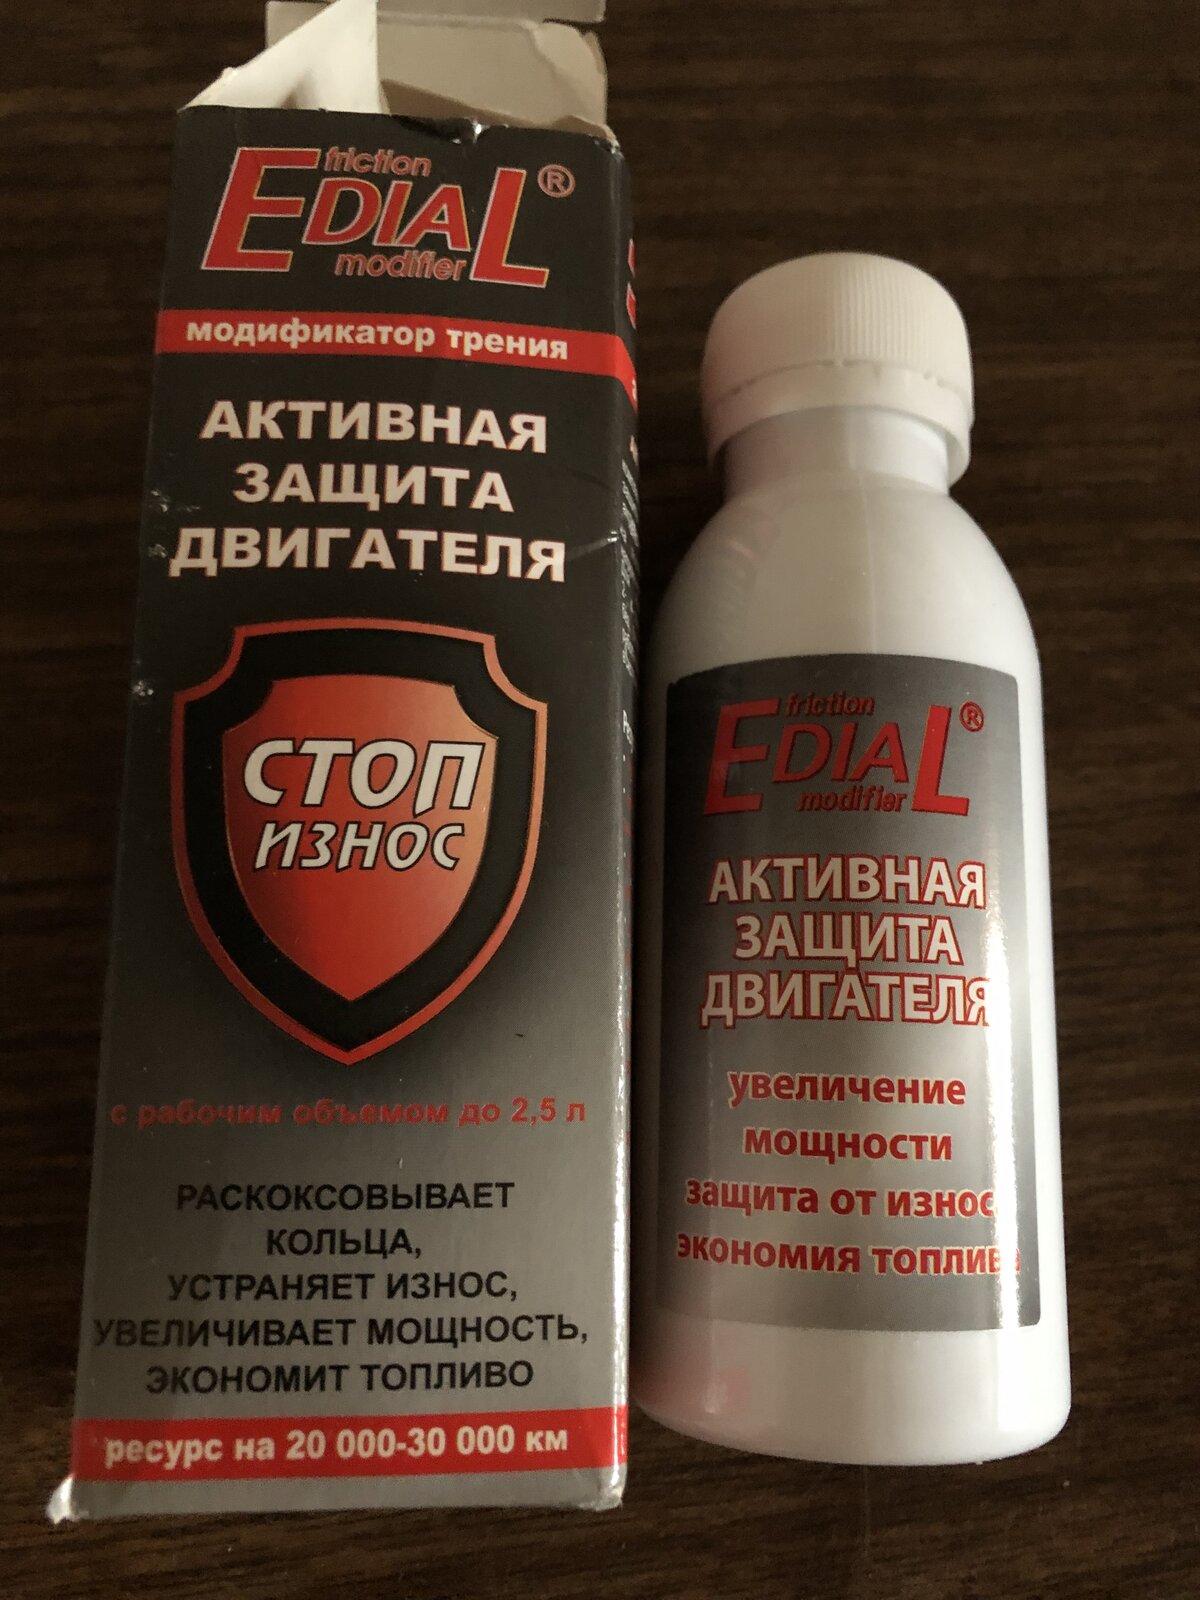 friction
EDIAL®
modifier
модификатор трения
АКТИВНАЯ
ЗАЩИТА
ДВИГАТЕЛЯ
СТОП
ИЗНОС
с рабочим объемом до 2,5 л
РАСКОКСОВЫВАЕТ
КОЛЬЦА,
УСТРАНЯЕТ ИЗНОС,
УВЕЛИЧИВАЕТ МОЩНОСТЬ,
ЭКОНОМИТ ТОПЛИВО
ресурс на 20 000-30 000 км
friction
EDIAL®
modifier
АКТИВНАЯ
ЗАЩИТА
ДВИГАТЕЛЯ
увеличение
мощности
защита от износ
экономия топлива